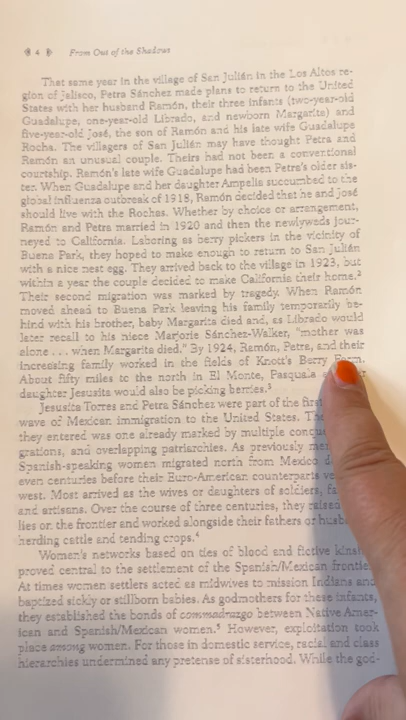 4 From Out of the Shadows
That same year in the village of San Julián in the Los Altos re-
gion of Jalisco, Petra Sánchez made plans to return to the United
States with her husband Ramón, their three infants (two-year-old
Guadalupe, one-year-old Librado, and newborn Margarita) and
five-year-old José, the son of Ramón and his late wife Guadalupe
Rocha. The villagers of San Julián may have thought Petra and
Ramón an unusual couple. Theirs had not been a conventional
courtship. Ramón's late wife Guadalupe had been Petra's older sis-
ter. When Guadalupe and her daughter Ampelia succumbed to the
global influenza outbreak of 1918, Ramón decided that he and José
should live with the Rochas. Whether by choice or arrangement,
Ramón and Petra married in 1920 and then the newlyweds jour-
neyed to California. Laboring as berry pickers in the vicinity of
Buena Park, they hoped to make enough to return to San Julián
with a nice nest egg. They arrived back to the village in 1923, but
within a year the couple decided to make California their home.²
Their second migration was marked by tragedy. When Ramón
moved ahead to Buena Park leaving his family temporarily be-
hind with his brother, baby Margarita died and, as Librado would
later recall to his niece Marjorie Sánchez-Walker, "mother was
alone . . . when Margarita died." By 1924, Ramón, Petra, and their
increasing family worked in the fields of Knott's Berry Farm.
About fifty miles to the north in El Monte, Pasquala
daughter Jesusita would also be picking berries.³
Jesusita Torres and Petra Sánchez were part of the first
wave of Mexican immigration to the United States.
they entered was one already marked by multiple
grations, and overlapping patriarchies. As previously
Spanish-speaking women migrated north from Mexico
even centuries before their Euro-American counterparts
west. Most arrived as the wives or daughters of soldiers,
and artisans. Over the course of three centuries, they raised
lies on the frontier and worked alongside their fathers or
herding cattle and tending crops.⁴
Women's networks based on ties of blood and fictive
proved central to the settlement of the Spanish/Mexican
At times women settlers acted as midwives to mission Indians and
baptized sickly or stillborn babies. As godmothers for these infants,
they established the bonds of commadrazgo between Native Amer-
ican and Spanish/Mexican women.⁵ However, exploitation took
place among women. For those in domestic service, racial and class
hierarchies undermined any pretense of sisterhood. While the god-